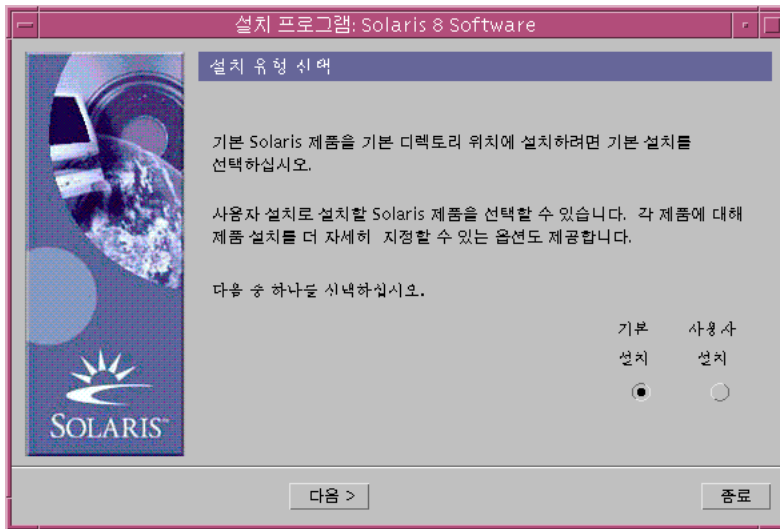 설치 프로그램: Solaris 8 Software
설치 유형 선택
기본 Solaris 제품을 기본 디렉토리 위치에 설치하려면 기본 설치를
선택하십시오.
사용자 설치로 설치할 Solaris 제품을 선택할 수 있습니다. 각 제품에 대해
제품 설치를 더 자세히 지정할 수 있는 옵션도 제공합니다.
다음 중 하나를 선택하십시오.
기본 사용자
설치 설치
SOLARIS™
다음 > 종료